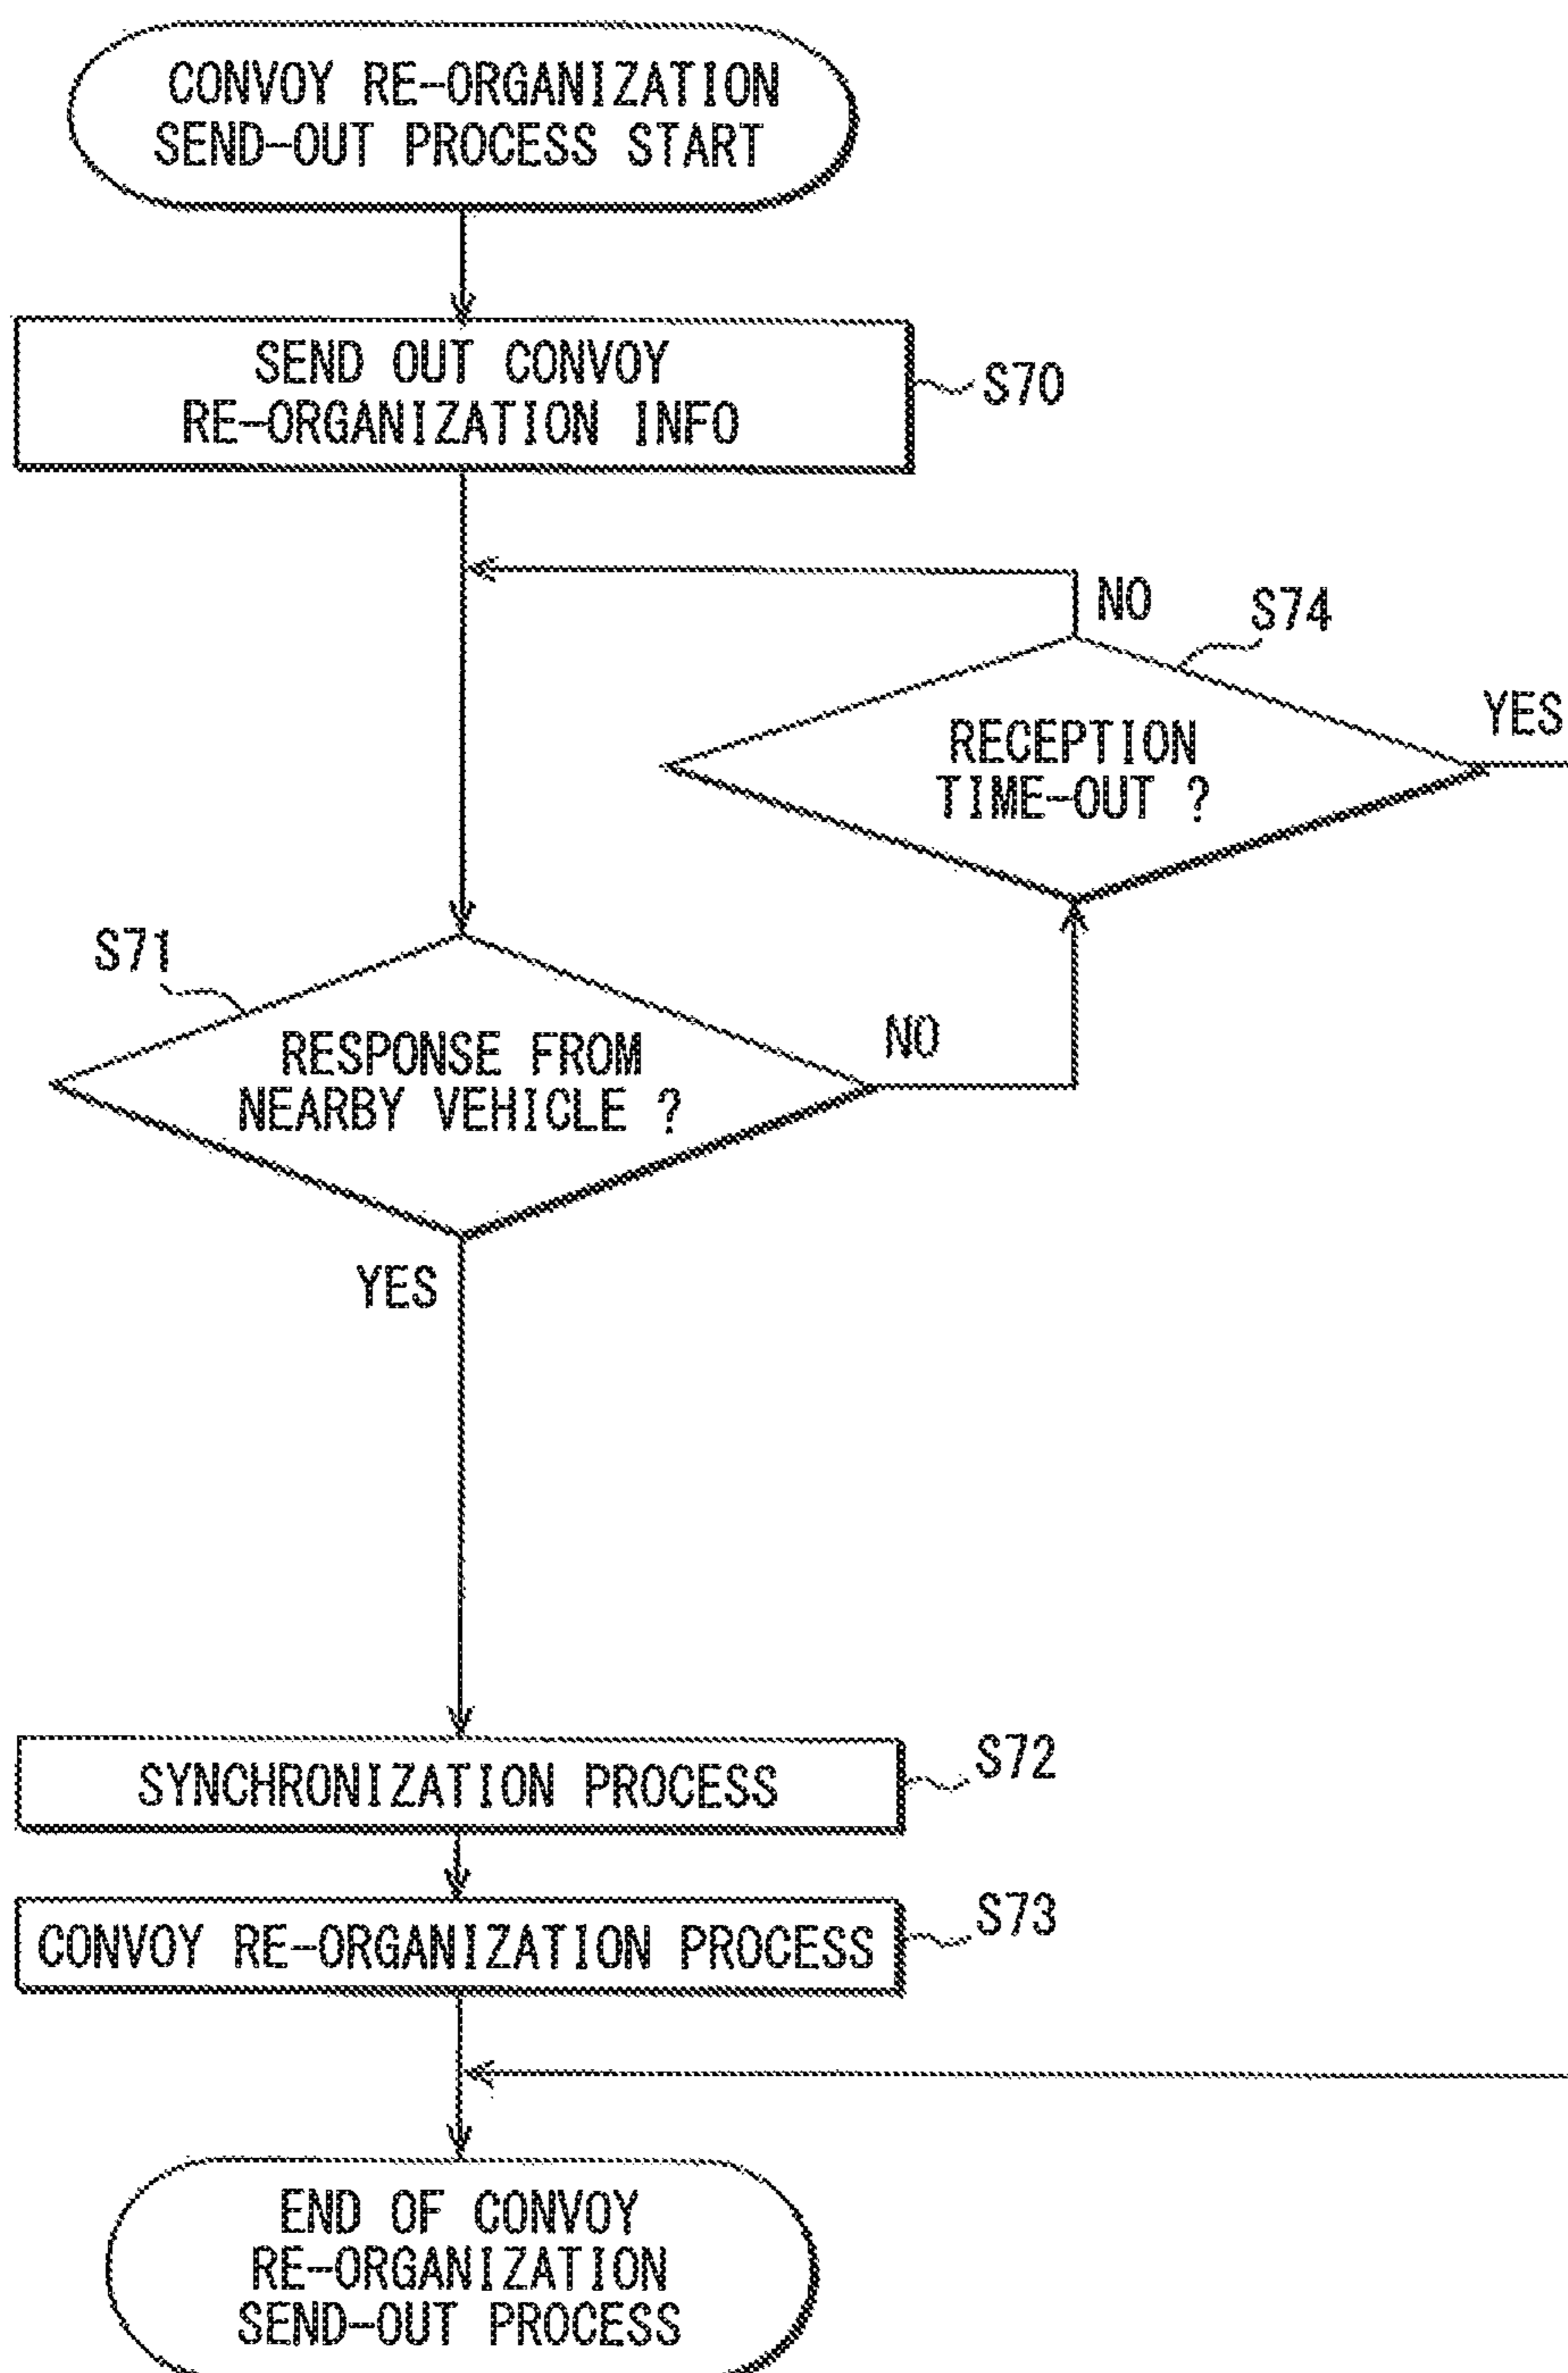 CONVOY RE-ORGANIZATION
SEND-OUT PROCESS START
SEND OUT CONVOY
RE-ORGANIZATION INFO
S70
NO
S74
YES
RECEPTION
TIME-OUT ?
S71
RESPONSE FROM
NEARBY VEHICLE ?
NO
YES
SYNCHRONIZATION PROCESS
S72
CONVOY RE-ORGANIZATION PROCESS
S73
END OF CONVOY
RE-ORGANIZATION
SEND-OUT PROCESS